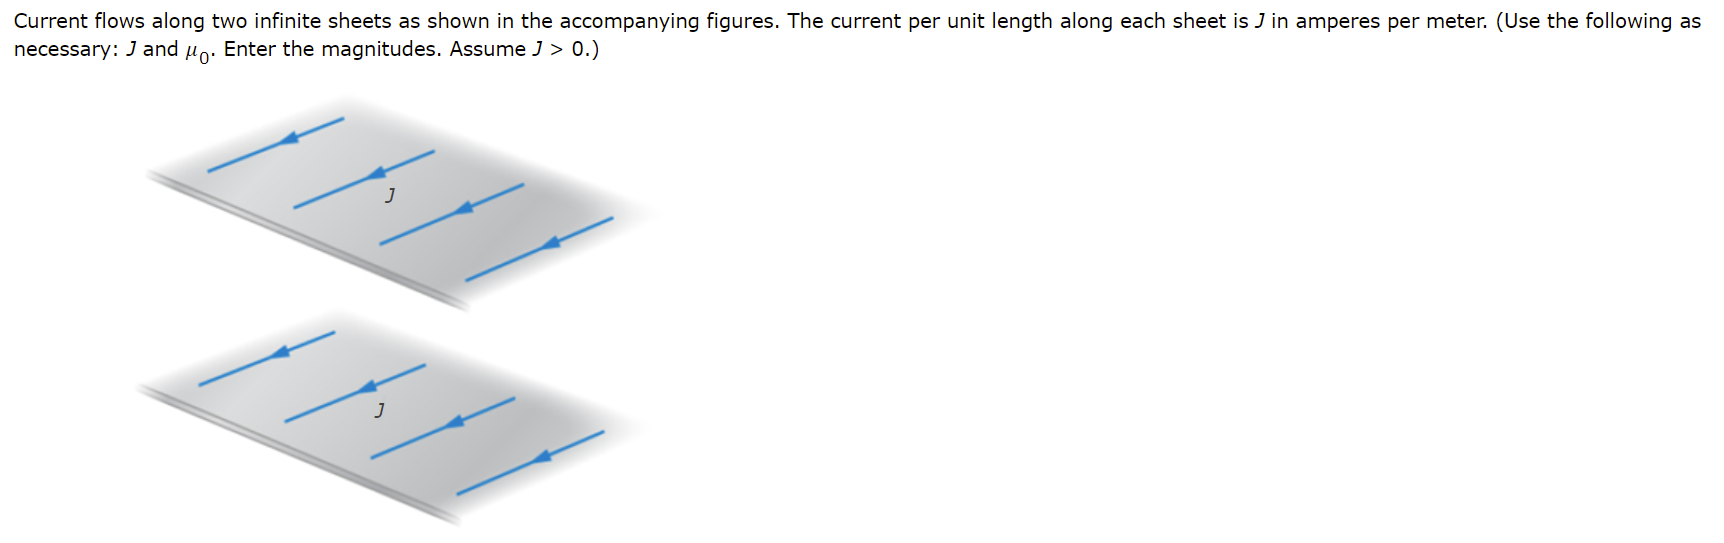 Current flows along two infinite sheets as shown in the accompanying figures. The current per unit length along each sheet is J in amperes per meter. (Use the following as
necessary: J and μ₀. Enter the magnitudes. Assume J > 0.)
J
J